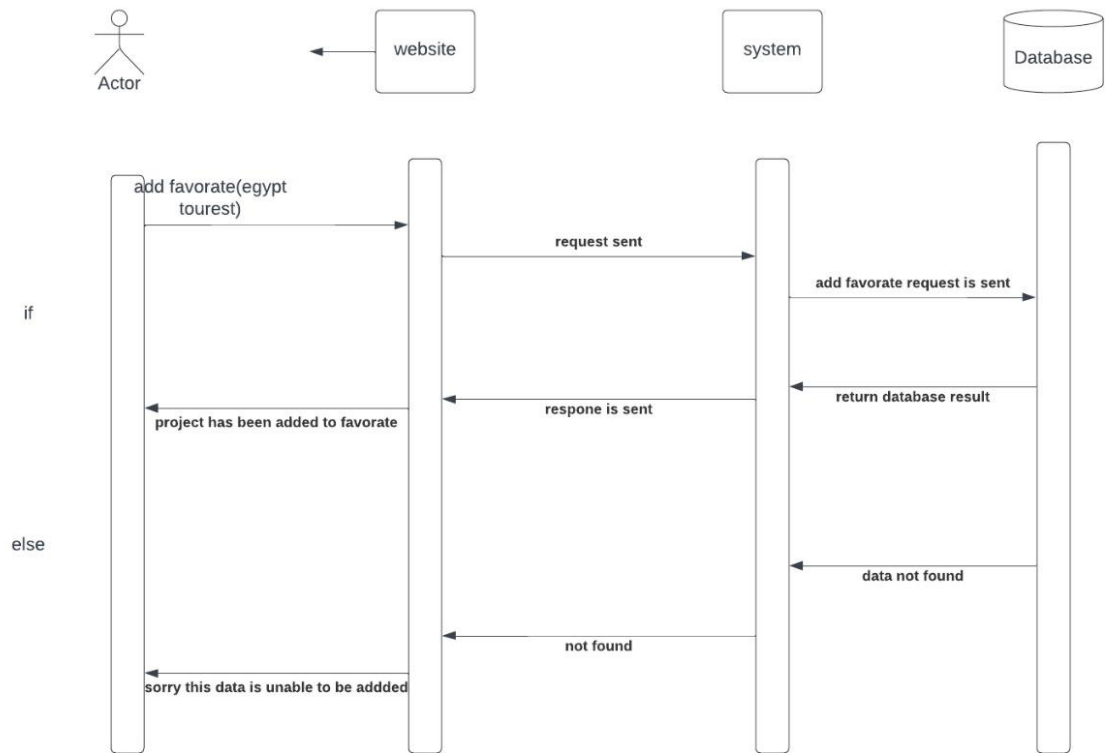 Actor
website
system
Database
add favorate(egypt
tourest)
request sent
add favorate request is sent
if
return database result
respone is sent
project has been added to favorate
else
data not found
not found
sorry this data is unable to be addded